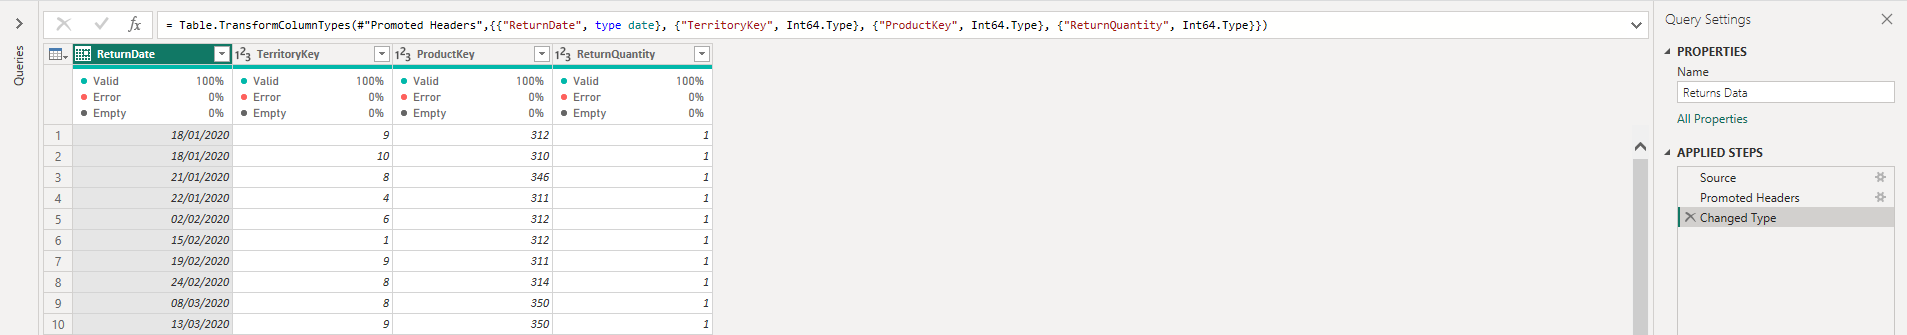 Queries
= Table.TransformColumnTypes(#"Promoted Headers",{{"ReturnDate", type date}, {"TerritoryKey", Int64.Type}, {"ProductKey", Int64.Type}, {"ReturnQuantity", Int64.Type}})
ReturnDate 1²3 TerritoryKey 1²3 ProductKey 1²3 ReturnQuantity
Valid 100% Valid 100% Valid 100% Valid 100%
Error 0% Error 0% Error 0% Error 0%
Empty 0% Empty 0% Empty 0% Empty 0%
1 18/01/2020 9 312 1
2 18/01/2020 10 310 1
3 21/01/2020 8 346 1
4 22/01/2020 4 311 1
5 02/02/2020 6 312 1
6 15/02/2020 1 312 1
7 19/02/2020 9 311 1
8 24/02/2020 8 314 1
9 08/03/2020 8 350 1
10 13/03/2020 9 350 1
Query Settings
PROPERTIES
Name
Returns Data
All Properties
APPLIED STEPS
Source
Promoted Headers
Changed Type